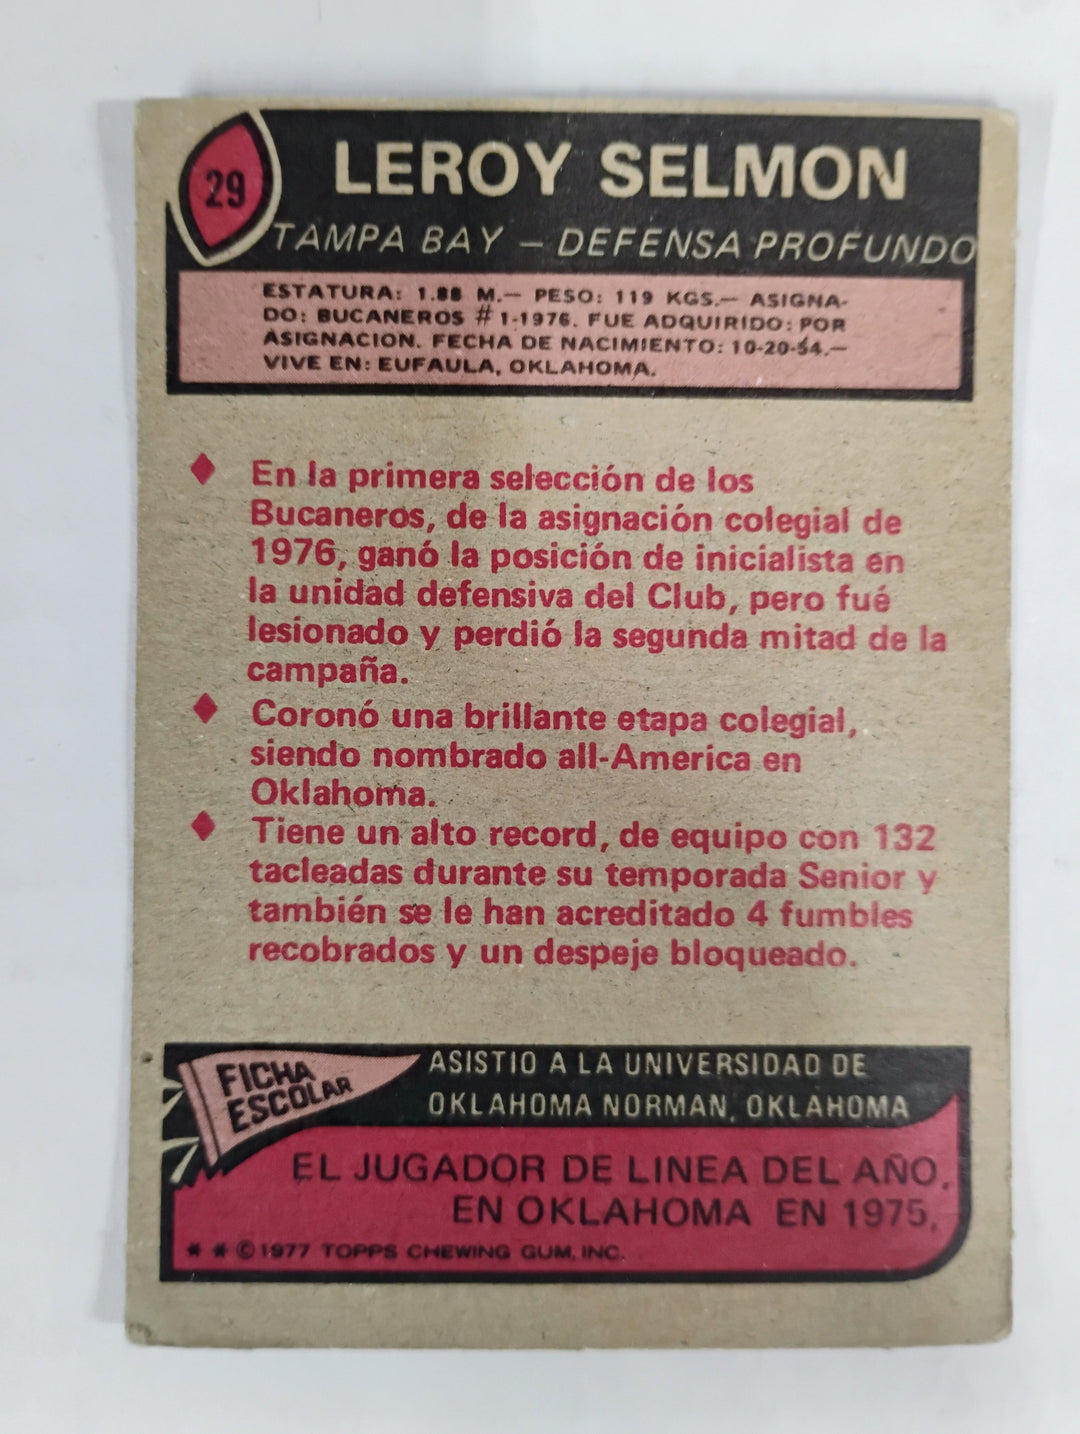 29
LEROY SELMON
TAMPA BAY – DEFENSA PROFUNDO
ESTATURA: 1.88 M.– PESO: 119 KGS.– ASIGNA-
DO: BUCANEROS #1-1976. FUE ADQUIRIDO: POR
ASIGNACION. FECHA DE NACIMIENTO: 10-20-54.–
VIVE EN: EUFAULA, OKLAHOMA.
♦ En la primera selección de los
Bucaneros, de la asignación colegial de
1976, ganó la posición de inicialista en
la unidad defensiva del Club, pero fué
lesionado y perdió la segunda mitad de la
campaña.
♦ Coronó una brillante etapa colegial,
siendo nombrado all-America en
Oklahoma.
♦ Tiene un alto record, de equipo con 132
tacleadas durante su temporada Senior y
también se le han acreditado 4 fumbles
recobrados y un despeje bloqueado.
FICHA
ESCOLAR
ASISTIO A LA UNIVERSIDAD DE
OKLAHOMA NORMAN, OKLAHOMA
EL JUGADOR DE LINEA DEL AÑO.
EN OKLAHOMA EN 1975,
* * © 1977 TOPPS CHEWING GUM, INC.